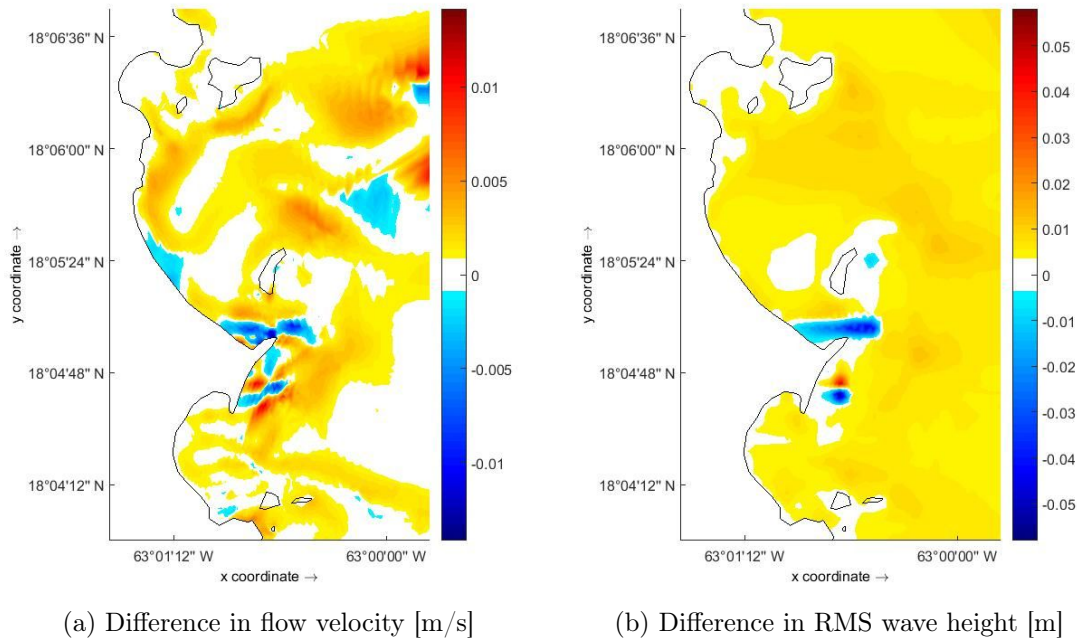 18°06'36" N
18°06'00" N
18°05'24" N
18°04'48" N
18°04'12" N
y coordinate →
63°01'12" W
63°00'00" W
x coordinate →
0.01
0.005
0
-0.005
-0.01
18°06'36" N
18°06'00" N
18°05'24" N
18°04'48" N
18°04'12" N
y coordinate →
63°01'12" W
63°00'00" W
x coordinate →
0.05
0.04
0.03
0.02
0.01
0
-0.01
-0.02
-0.03
-0.04
-0.05
(a) Difference in flow velocity [m/s]
(b) Difference in RMS wave height [m]